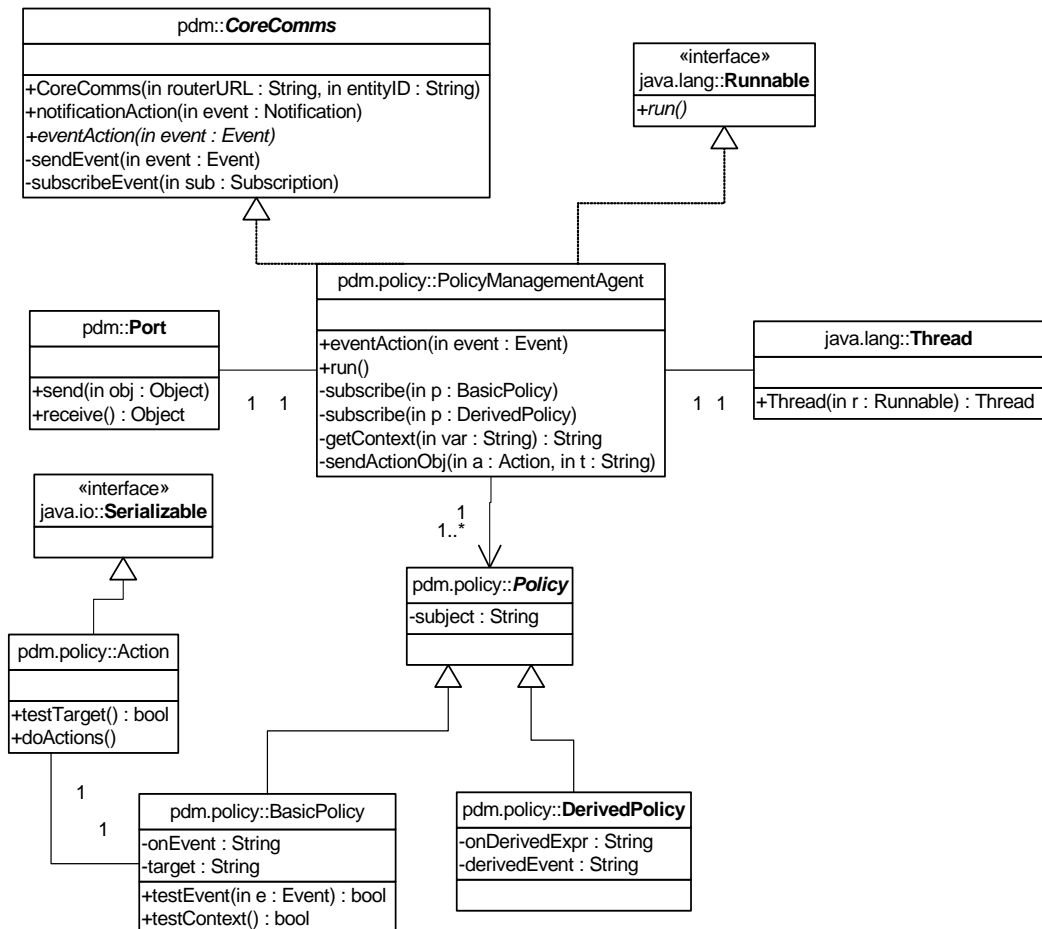 pdm::CoreComms
+CoreComms(in routerURL : String, in entityID : String)
+notificationAction(in event : Notification)
+eventAction(in event : Event)
-sendEvent(in event : Event)
-subscribeEvent(in sub : Subscription)
«interface»
java.lang::Runnable
+run()
pdm.policy::PolicyManagementAgent
+eventAction(in event : Event)
+run()
-subscribe(in p : BasicPolicy)
-subscribe(in p : DerivedPolicy)
-getContext(in var : String) : String
-sendActionObj(in a : Action, in t : String)
pdm::Port
+send(in obj : Object)
+receive() : Object
1 1
java.lang::Thread
+Thread(in r : Runnable) : Thread
1 1
«interface»
java.io::Serializable
1
1..*
pdm.policy::Policy
-subject : String
pdm.policy::Action
+testTarget() : bool
+doActions()
1
1
pdm.policy::BasicPolicy
-onEvent : String
-target : String
+testEvent(in e : Event) : bool
+testContext() : bool
pdm.policy::DerivedPolicy
-onDerivedExpr : String
-derivedEvent : String